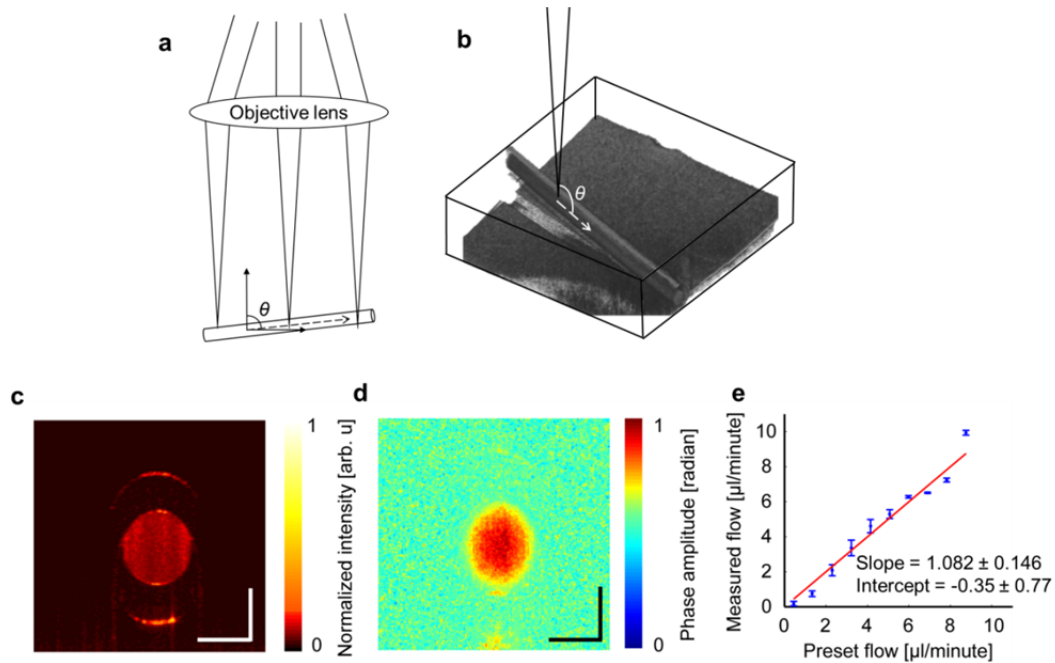 a
b
Objective lens
θ
θ
c
d
e
1
0
Normalized intensity [arb. u]
1
0
Phase amplitude [radian]
10
8
6
4
2
0
Measured flow [µl/minute]
Slope = 1.082 ± 0.146
Intercept = -0.35 ± 0.77
0 2 4 6 8 10
Preset flow [µl/minute]